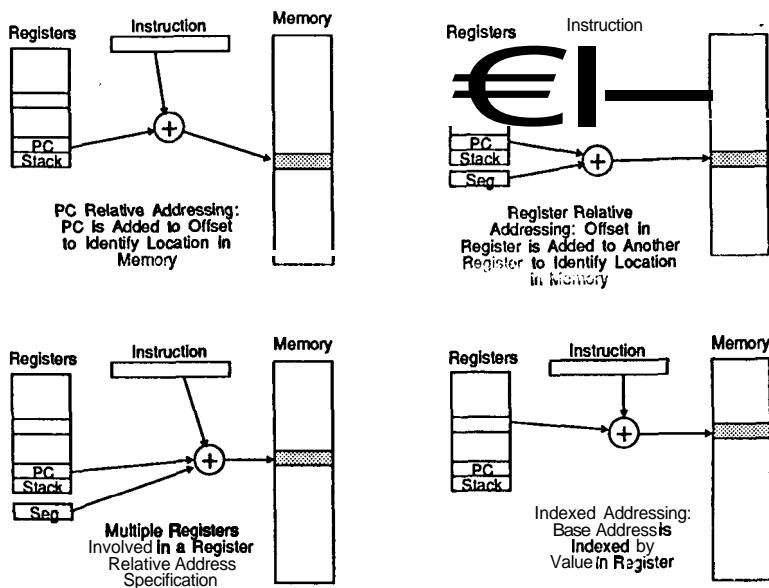 Registers
Instruction
Memory
PC
Stack
PC Relative Addressing:
PC is Added to Offset
to Identify Location in
Memory
Registers
Instruction
Memory
€I
PC
Stack
Seg
Register Relative
Addressing: Offset in
Register is Added to Another
Register to Identify Location
in Memory
Registers
Instruction
Memory
PC
Stack
Seg
Multiple Registers
Involved in a Register
Relative Address
Specification
Registers
Instruction
Memory
PC
Stack
Indexed Addressing:
Base Address is
Indexed by
Value in Register